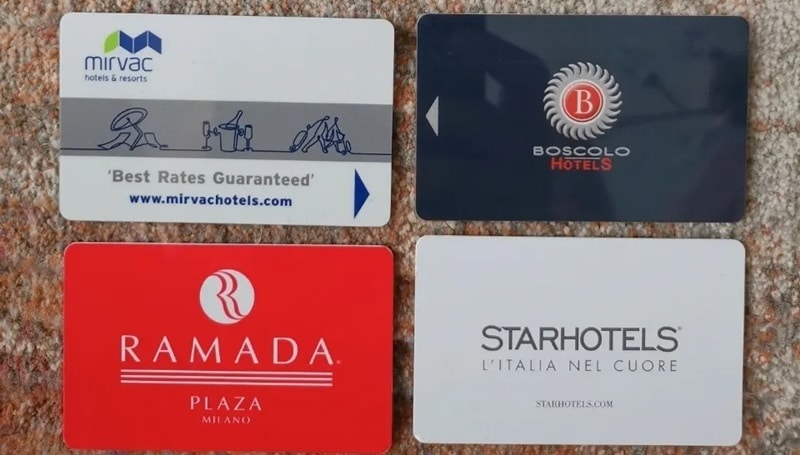 mirvac
hotels & resorts
'Best Rates Guaranteed'
www.mirvachotels.com
B
BOSCOLO
HOTELS
RAMADA®
PLAZA
MILANO
STARHOTELS®
L'ITALIA NEL CUORE
STARHOTELS.COM